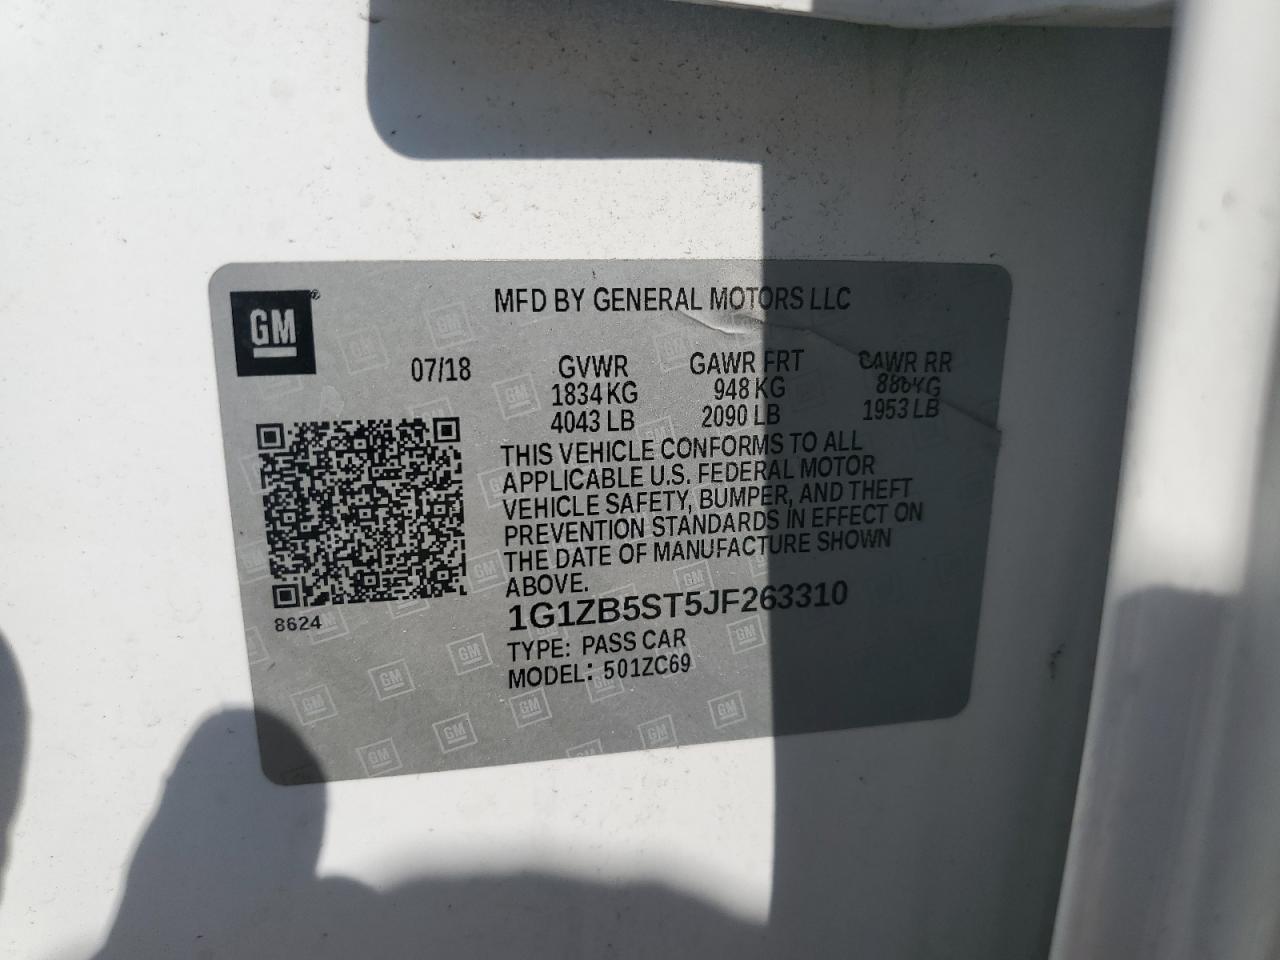 GM®
MFD BY GENERAL MOTORS LLC
07/18 GVWR GAWR FRT GAWR RR
1834 KG 948 KG
4043 LB 2090 LB 1953 LB
THIS VEHICLE CONFORMS TO ALL
APPLICABLE U.S. FEDERAL MOTOR
VEHICLE SAFETY, BUMPER, AND THEFT
PREVENTION STANDARDS IN EFFECT ON
THE DATE OF MANUFACTURE SHOWN
ABOVE.
1G1ZB5ST5JF263310
8624
TYPE: PASS CAR
MODEL: 501ZC69